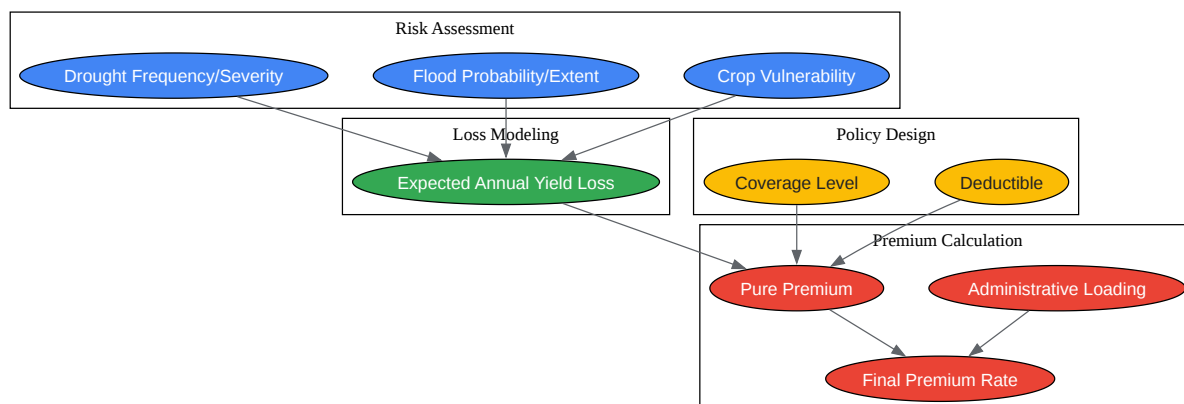 Risk Assessment
Drought Frequency/Severity
Flood Probability/Extent
Crop Vulnerability
Loss Modeling
Policy Design
Expected Annual Yield Loss
Coverage Level
Deductible
Premium Calculation
Pure Premium
Administrative Loading
Final Premium Rate